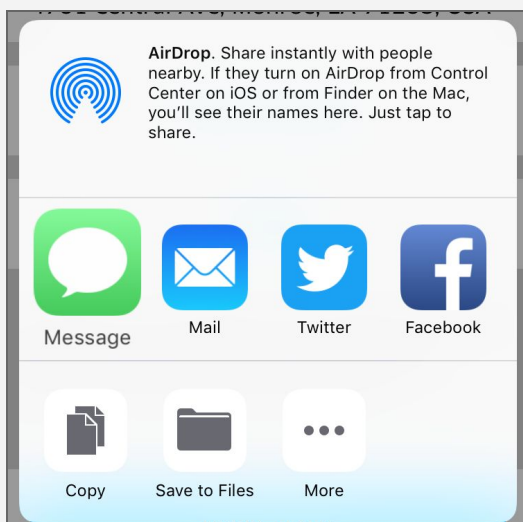 AirDrop. Share instantly with people
nearby. If they turn on AirDrop from Control
Center on iOS or from Finder on the Mac,
you'll see their names here. Just tap to
share.
Message
Mail
Twitter
Facebook
Copy
Save to Files
More